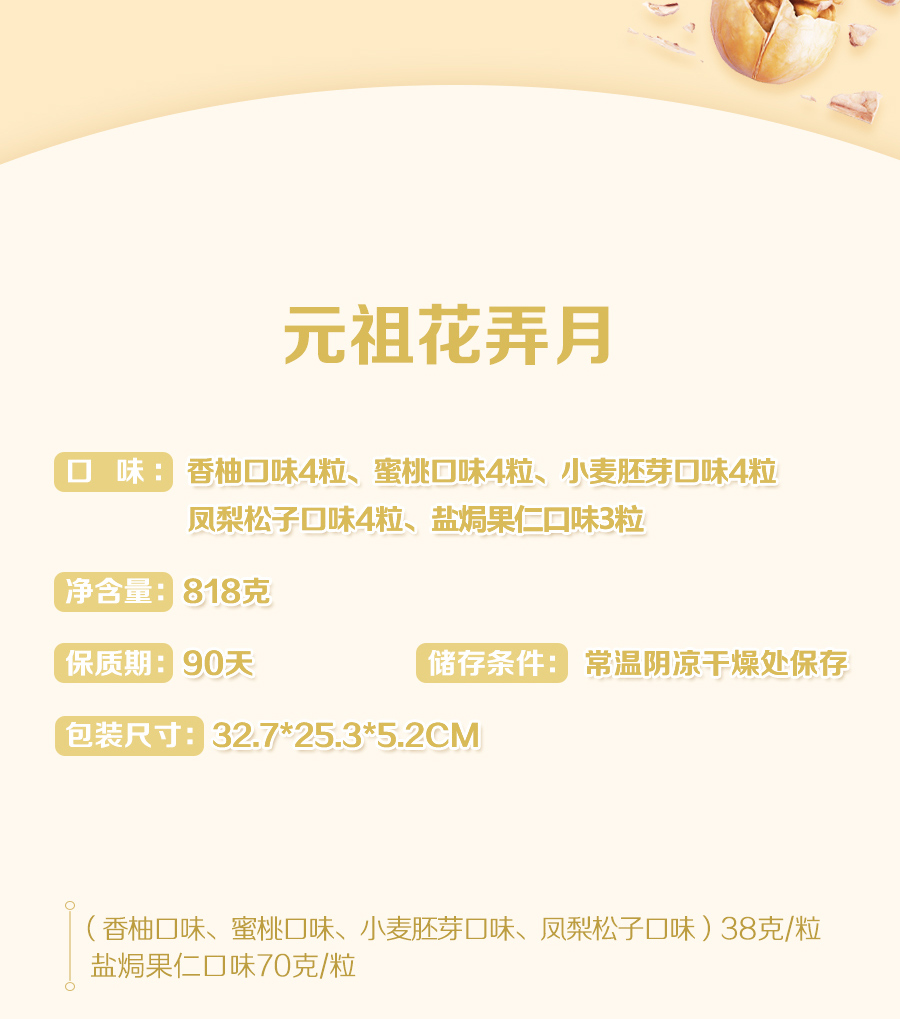 元祖花弄月
口 味： 香柚口味4粒、蜜桃口味4粒、小麦胚芽口味4粒
凤梨松子口味4粒、盐焗果仁口味3粒
净含量： 818克
保质期： 90天 储存条件： 常温阴凉干燥处保存
包装尺寸： 32.7*25.3*5.2CM
（香柚口味、蜜桃口味、小麦胚芽口味、凤梨松子口味）38克/粒
盐焗果仁口味70克/粒